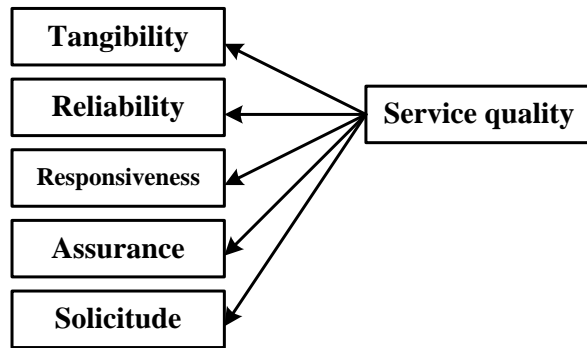 Tangibility
Reliability
Service quality
Responsiveness
Assurance
Solicitude